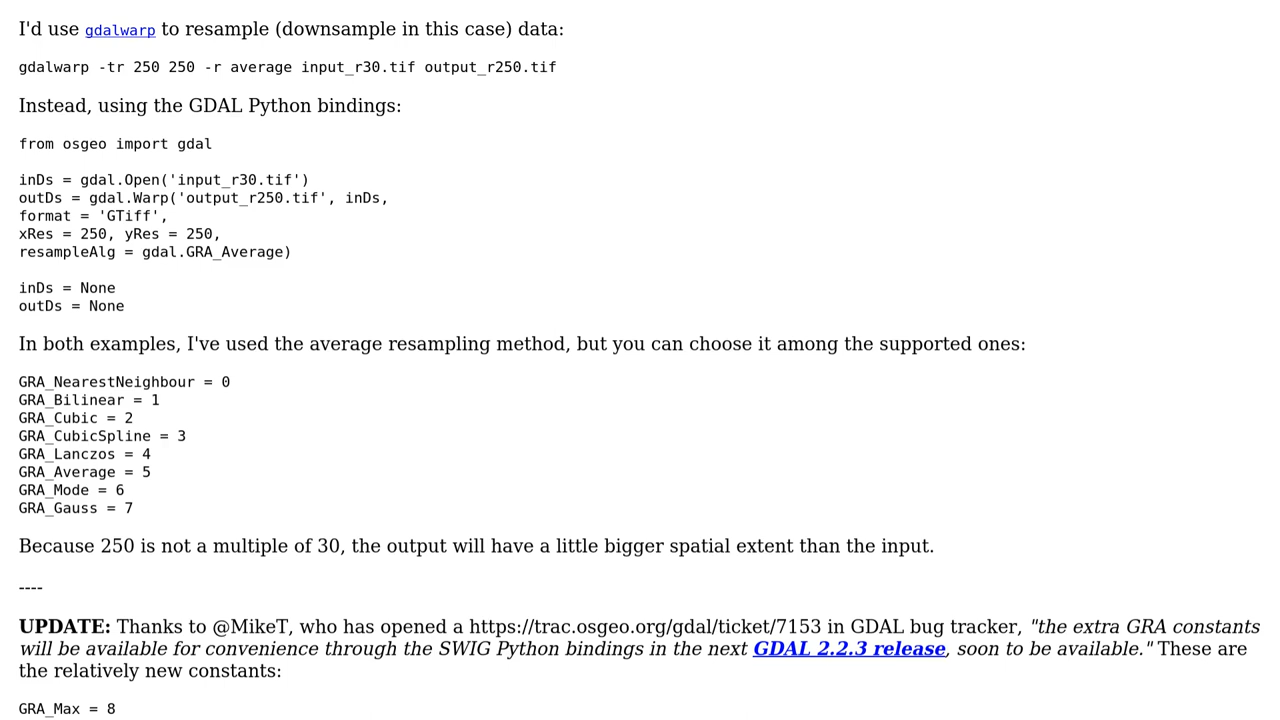 I'd use gdalwarp to resample (downsample in this case) data:
gdalwarp -tr 250 250 -r average input_r30.tif output_r250.tif
Instead, using the GDAL Python bindings:
from osgeo import gdal
inDs = gdal.Open('input_r30.tif')
outDs = gdal.Warp('output_r250.tif', inDs,
format = 'GTiff',
xRes = 250, yRes = 250,
resampleAlg = gdal.GRA_Average)
inDs = None
outDs = None
In both examples, I've used the average resampling method, but you can choose it among the supported ones:
GRA_NearestNeighbour = 0
GRA_Bilinear = 1
GRA_Cubic = 2
GRA_CubicSpline = 3
GRA_Lanczos = 4
GRA_Average = 5
GRA_Mode = 6
GRA_Gauss = 7
Because 250 is not a multiple of 30, the output will have a little bigger spatial extent than the input.
----
UPDATE: Thanks to @MikeT, who has opened a https://trac.osgeo.org/gdal/ticket/7153 in GDAL bug tracker, "the extra GRA constants
will be available for convenience through the SWIG Python bindings in the next GDAL 2.2.3 release, soon to be available." These are
the relatively new constants:
GRA_Max = 8